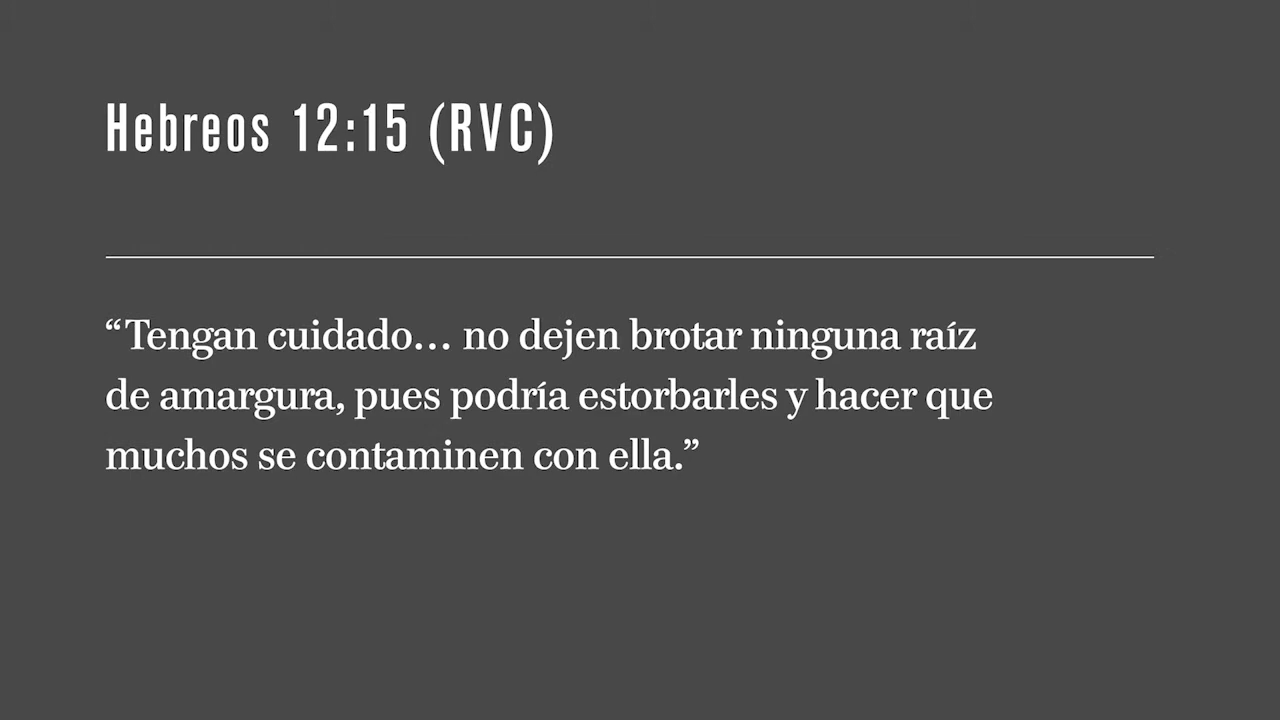 Hebreos 12:15 (RVC)
“Tengan cuidado... no dejen brotar ninguna raíz
de amargura, pues podría estorbarles y hacer que
muchos se contaminen con ella.”